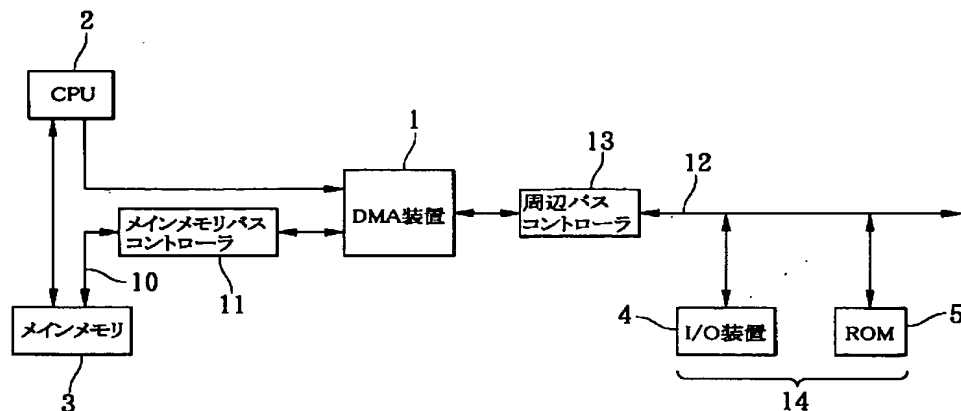 2
CPU
1
13
DMA装置
周辺バス
コントローラ
12
メインメモリバス
コントローラ
10
11
メインメモリ
3
4
I/O装置
ROM
5
14